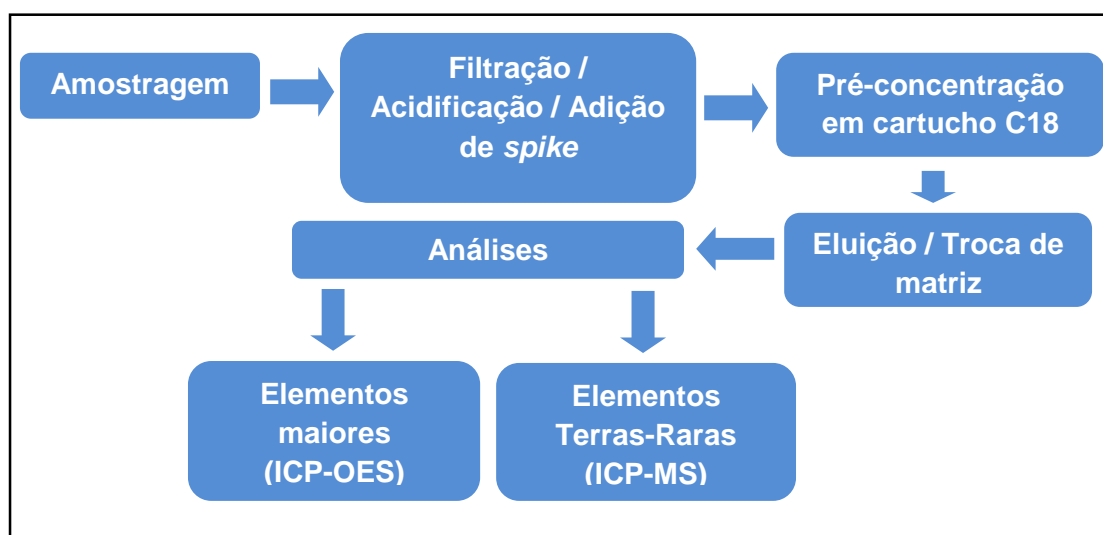 Amostragem
Filtração /
Acidificação / Adição
de spike
Pré-concentração
em cartucho C18
Eluição / Troca de
matriz
Análises
Elementos
maiores
(ICP-OES)
Elementos
Terras-Raras
(ICP-MS)